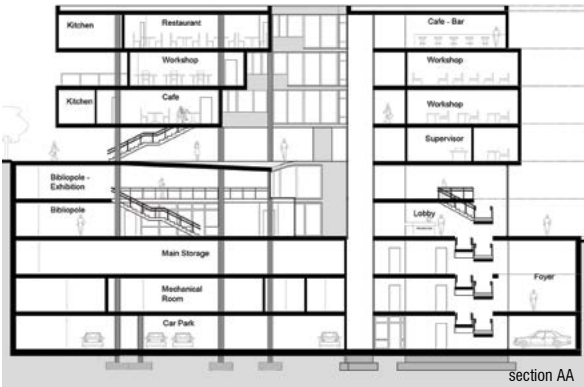 Kitchen
Restaurant
Cafe - Bar
Workshop
Workshop
Kitchen
Cafe
Workshop
Supervisor
Bibliopole -
Exhibition
Bibliopole
Lobby
Main Storage
Foyer
Mechanical
Room
Car Park
section AA